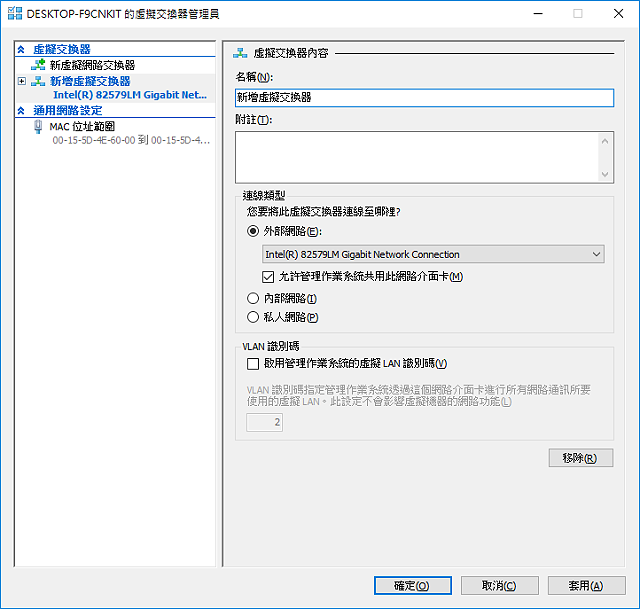 DESKTOP-F9CNKIT 的虛擬交換器管理員
虛擬交換器
新虛擬網路交換器
新增虛擬交換器
Intel(R) 82579LM Gigabit Net...
通用網路設定
MAC 位址範圍
00-15-5D-4E-60-00 到 00-15-5D-4...
虛擬交換器內容
名稱(N):
新增虛擬交換器
附註(T):
連線類型
您要將此虛擬交換器連線至哪裡?
外部網路(E):
Intel(R) 82579LM Gigabit Network Connection
允許管理作業系統共用此網路介面卡(M)
內部網路(I)
私人網路(P)
VLAN 識別碼
啟用管理作業系統的虛擬 LAN 識別碼(V)
VLAN 識別碼指定管理作業系統透過這個網路介面卡進行所有網路通訊所要
使用的虛擬 LAN。此設定不會影響虛擬機器的網路功能(L)
2
移除(R)
確定(O)
取消(C)
套用(A)